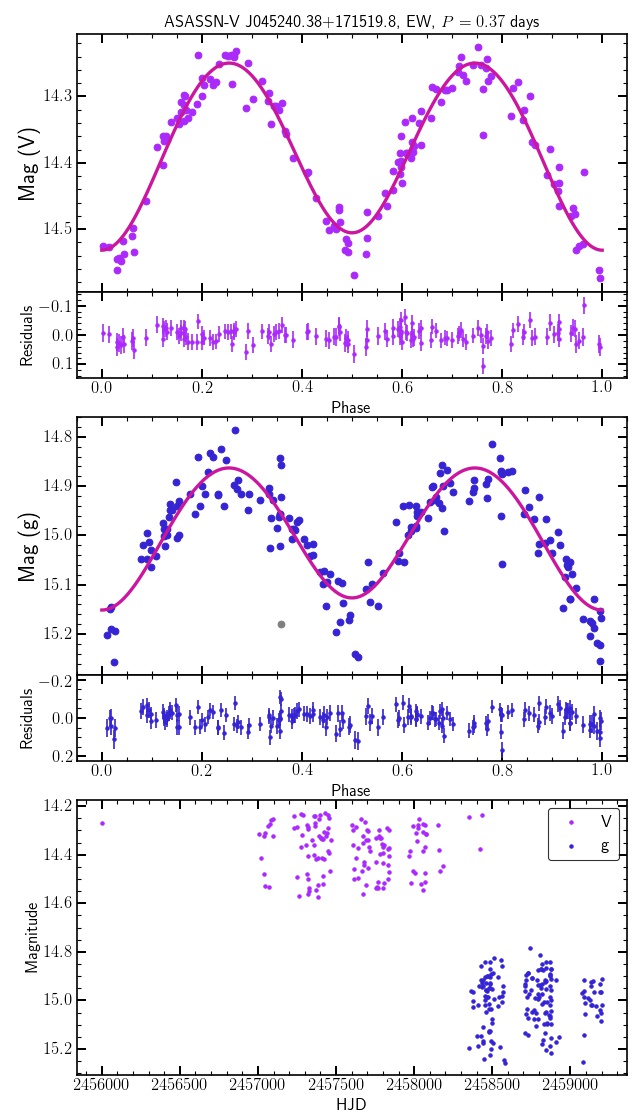 ASASSN-V J045240.38+171519.8, EW, P = 0.37 days
14.3
14.4
14.5
Mag (V)
−0.1
0.0
0.1
Residuals
0.0 0.2 0.4 0.6 0.8 1.0
Phase
14.8
14.9
15.0
15.1
15.2
Mag (g)
−0.2
0.0
0.2
Residuals
0.0 0.2 0.4 0.6 0.8 1.0
Phase
14.2
14.4
14.6
14.8
15.0
15.2
Magnitude
V
g
2456000 2456500 2457000 2457500 2458000 2458500 2459000
HJD